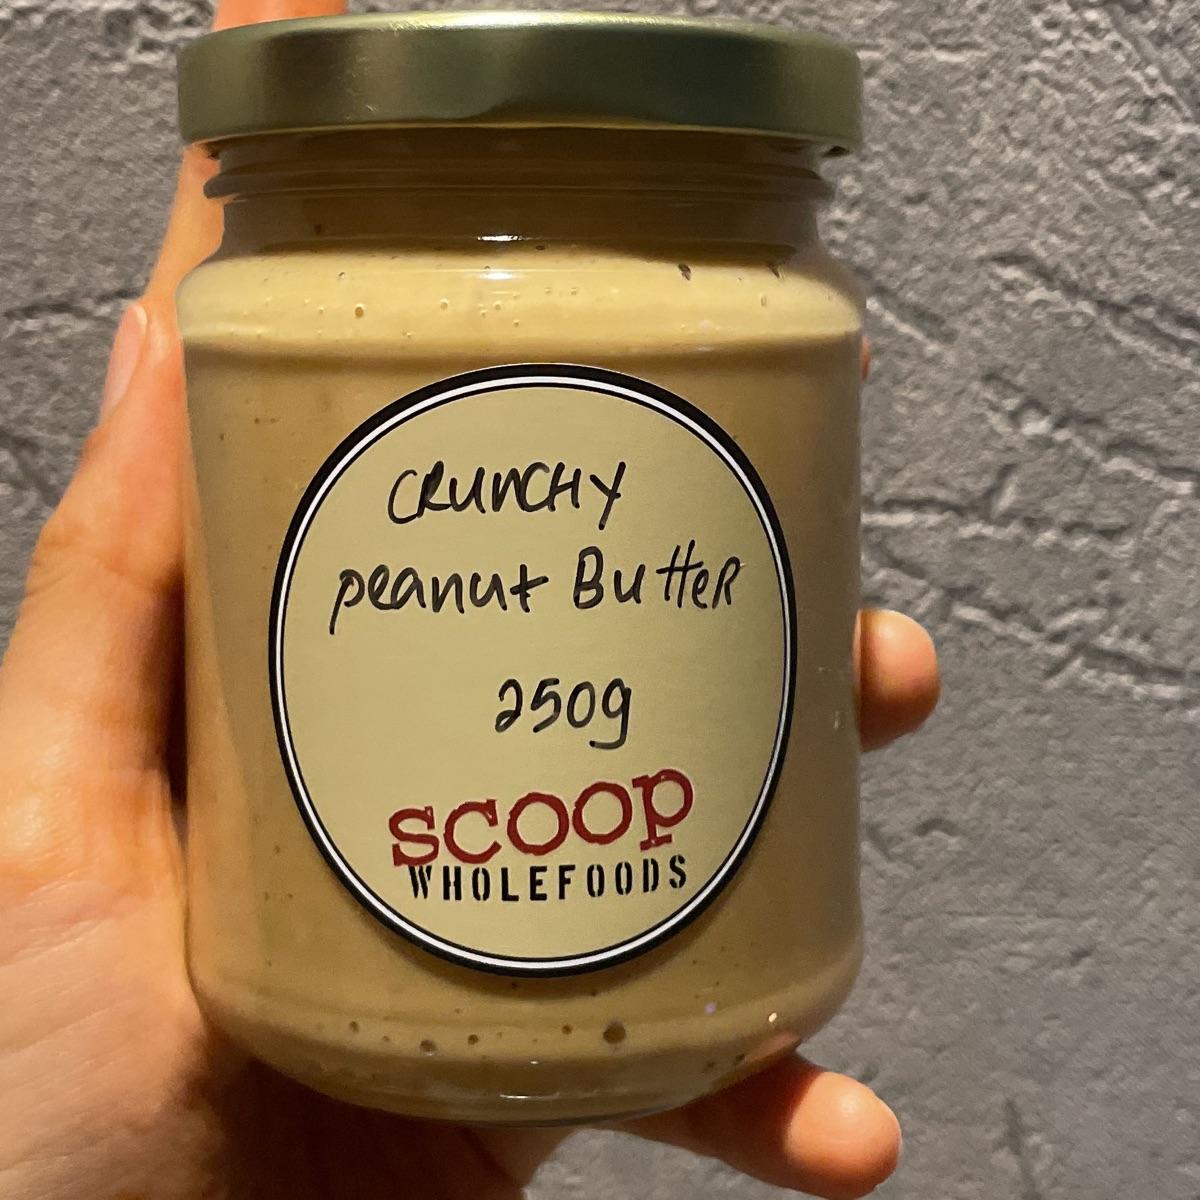 CRUNCHY
peanut Butter
250g
scoop
WHOLEFOODS